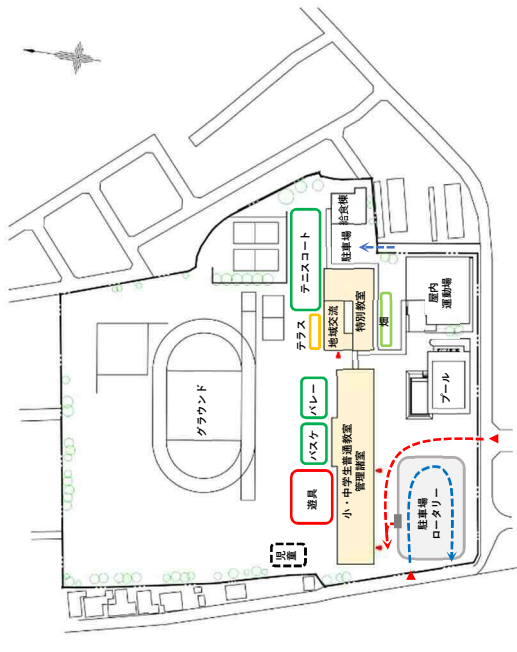 給食棟
テニスコート
駐車場
屋内
運動場
特別教室
地域交流
テラス
畑
グラウンド
バレー
バスケ
小・中学生普通教室
管理諸室
プール
遊具
駐車場
ロータリー
児
童